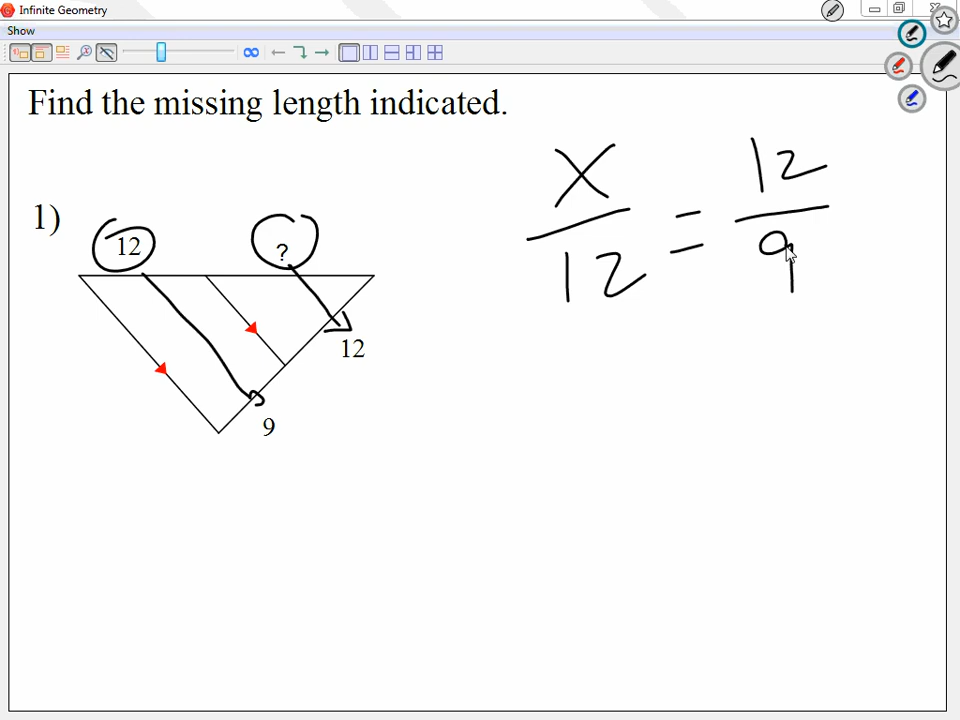 Infinite Geometry
Show
Find the missing length indicated.
1)
12
?
12
9
x/12 = 12/9